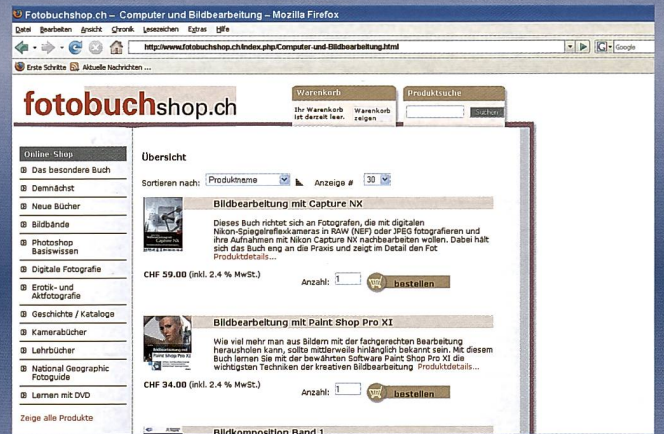 Fotobuchshop.ch – Computer und Bildbearbeitung – Mozilla Firefox
Datei Bearbeiten Ansicht Chronik Lesezeichen Extras Hilfe
http://www.fotobuchshop.ch/index.php/Computer-und-Bildbearbeitung.html
Google
Erste Schritte Aktuelle Nachrichten ...
fotobuchshop.ch
Warenkorb
Ihr Warenkorb ist derzeit leer.
Warenkorb zeigen
Produktsuche
Suchen
Online-Shop
Das besondere Buch
Demnächst
Neue Bücher
Bildbände
Photoshop
Basiswissen
Digitale Fotografie
Erotik- und
Aktfotografie
Geschichte / Kataloge
Kamerabücher
Lehrbücher
National Geographic
Fotoguide
Lernen mit DVD
Zeige alle Produkte
Übersicht
Sortieren nach: Produktname Anzeige # 30
Bildbearbeitung mit Capture NX
Dieses Buch richtet sich an Fotografen, die mit digitalen
Nikon-Spiegelreflexkameras in RAW (NEF) oder JPEG fotografieren und
ihre Aufnahmen mit Nikon Capture NX nachbearbeiten wollen. Dabei hält
sich das Buch eng an die Praxis und zeigt im Detail den Fot
Produktdetails...
CHF 59.00 (inkl. 2.4 % MwSt.)
Anzahl: 1 bestellen
Bildbearbeitung mit Paint Shop Pro XI
Wie viel mehr man aus Bildern mit der fachgerechten Bearbeitung
herausholen kann, sollte mittlerweile hinlänglich bekannt sein. Mit diesem
Buch lernen Sie mit der bewährten Software Paint Shop Pro XI die
wichtigsten Techniken der kreativen Bildbearbeitung Produktdetails...
CHF 34.00 (inkl. 2.4 % MwSt.)
Anzahl: 1 bestellen
Bildkomposition Band 1